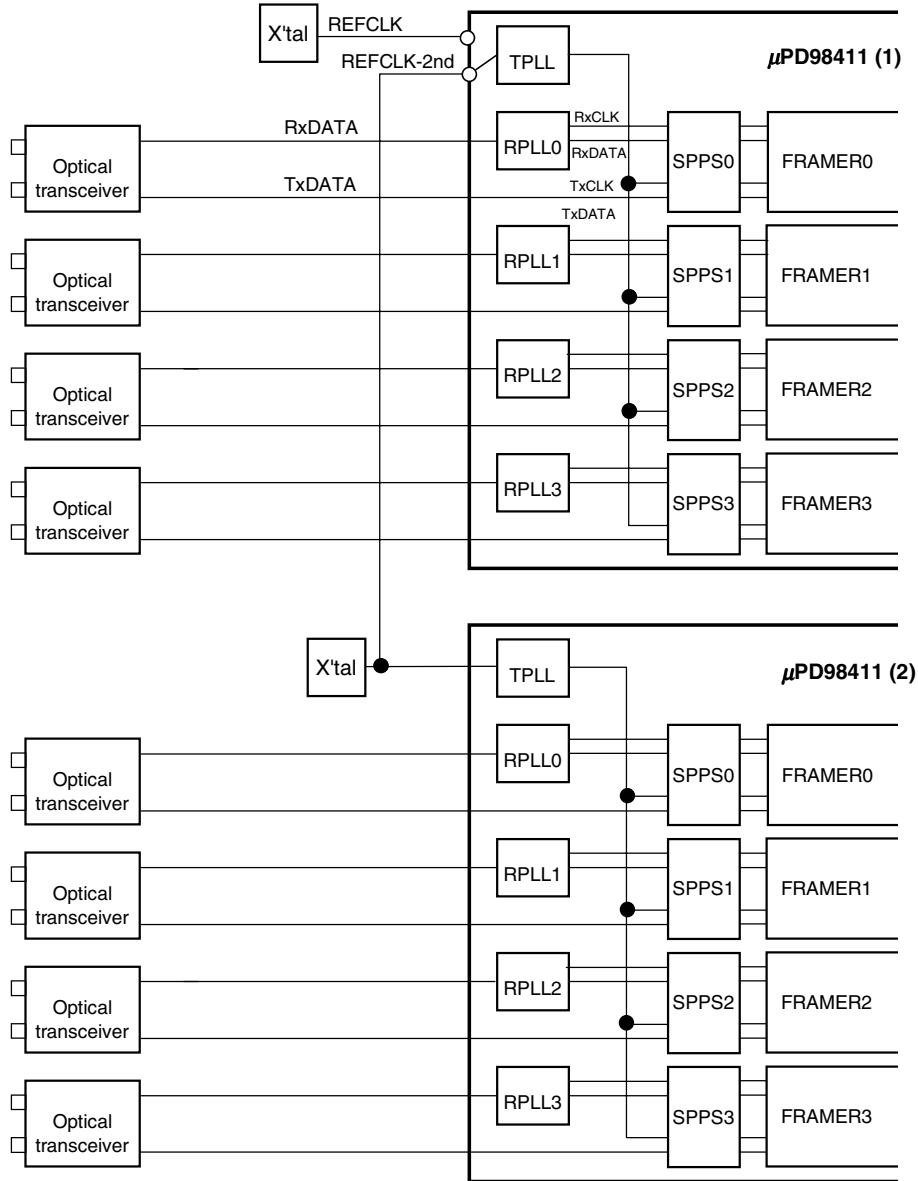 X'tal
REFCLK
REFCLK-2nd
TPLL
μPD98411 (1)
Optical
transceiver
RxDATA
TxDATA
RPLL0
RxCLK
RxDATA
TxCLK
TxDATA
SPPS0
FRAMER0
Optical
transceiver
RPLL1
SPPS1
FRAMER1
Optical
transceiver
RPLL2
SPPS2
FRAMER2
Optical
transceiver
RPLL3
SPPS3
FRAMER3
X'tal
TPLL
μPD98411 (2)
Optical
transceiver
RPLL0
SPPS0
FRAMER0
Optical
transceiver
RPLL1
SPPS1
FRAMER1
Optical
transceiver
RPLL2
SPPS2
FRAMER2
Optical
transceiver
RPLL3
SPPS3
FRAMER3